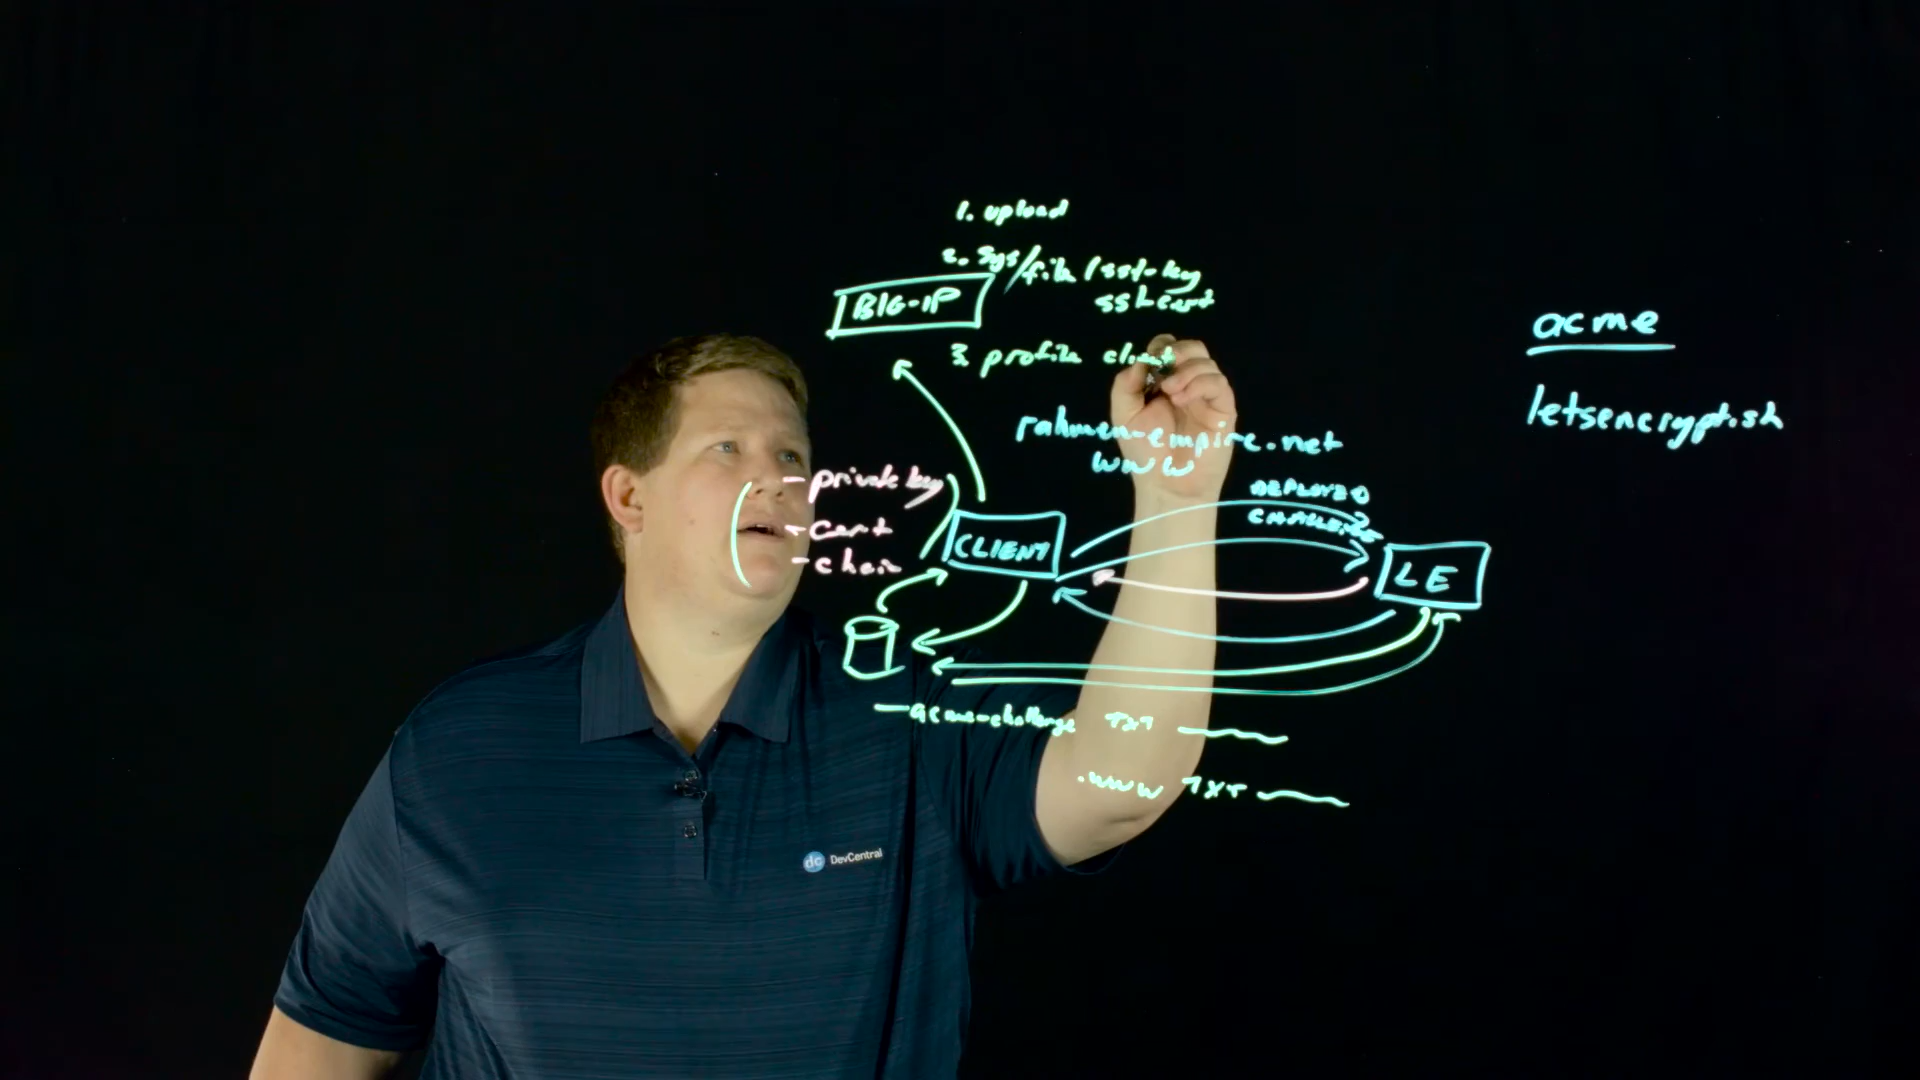 1. upload
2. sys/file/ssl-key
ssl-cert
BIG-IP
3. profile client
acme
letsencrypt.sh
rahmen-empire.net
www
- private key
- cert
- chain
DEPLOYED
CHALLENGE
CLIENT
LE
_acme-challenge TXT
.www TXT
dc DevCentral